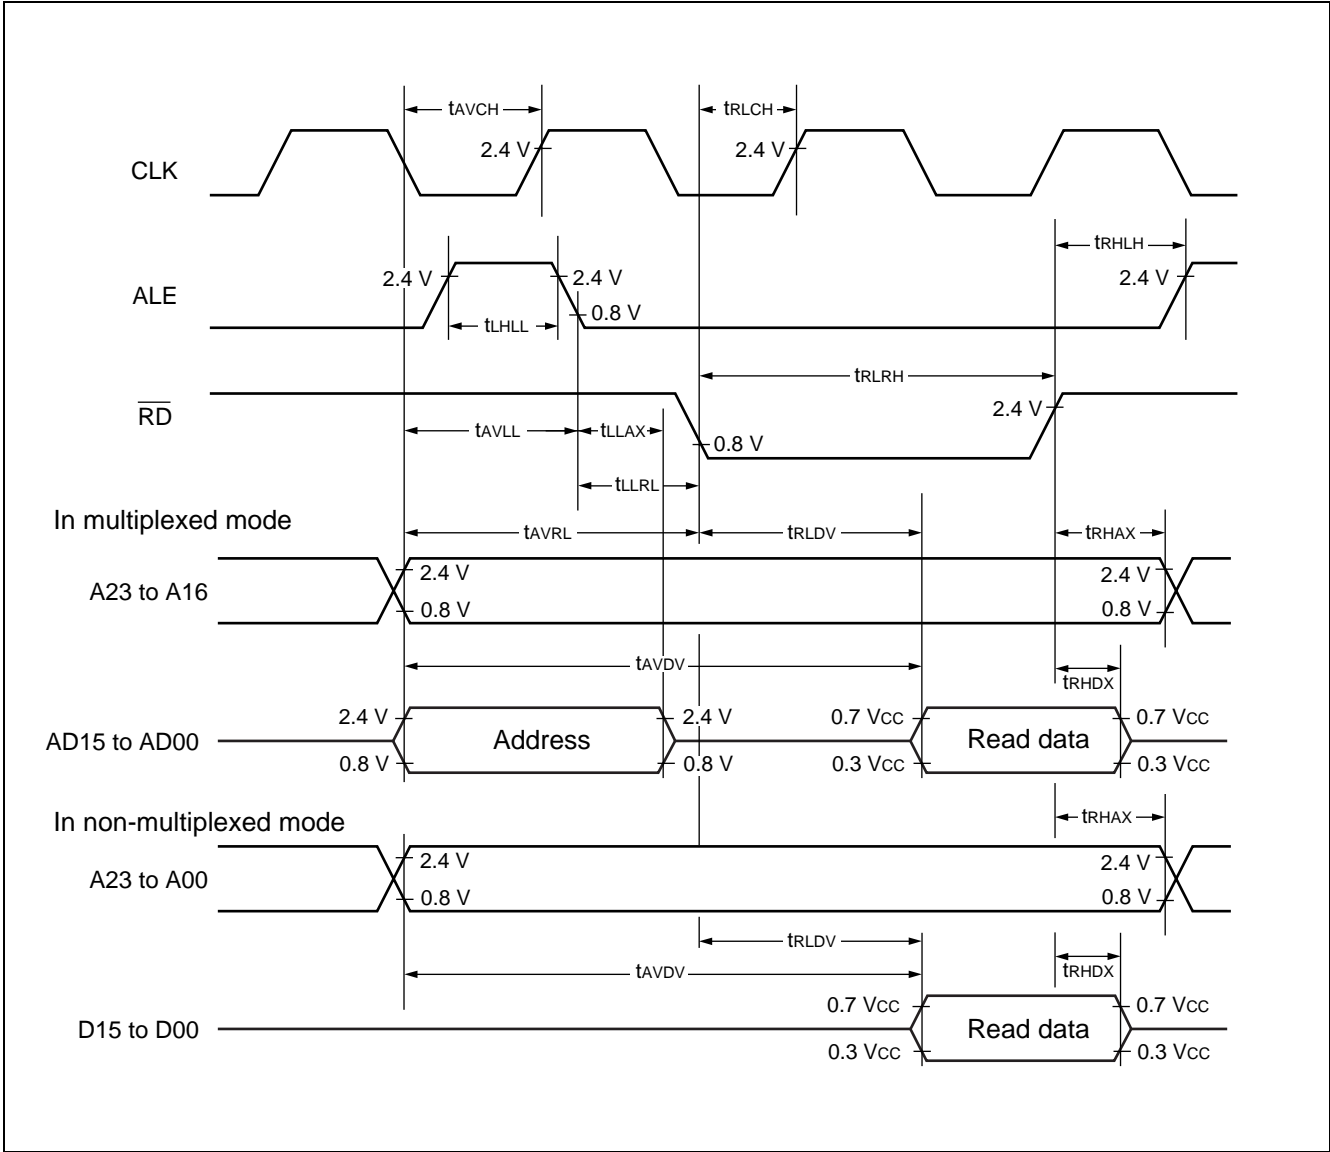 tAVCH
tRLCH
CLK
2.4 V
2.4 V
tRHLH
ALE
2.4 V
2.4 V
2.4 V
0.8 V
tLHLL
tRLRH
RD
2.4 V
tAVLL
tLLAX
0.8 V
tLLRL
In multiplexed mode
tAVRL
tRLDV
tRHAX
A23 to A16
2.4 V
2.4 V
0.8 V
0.8 V
tAVDV
tRHDX
AD15 to AD00
2.4 V
Address
2.4 V
0.7 VCC
Read data
0.7 VCC
0.8 V
0.8 V
0.3 VCC
0.3 VCC
In non-multiplexed mode
tRHAX
A23 to A00
2.4 V
2.4 V
0.8 V
0.8 V
tRLDV
tAVDV
tRHDX
D15 to D00
0.7 VCC
Read data
0.7 VCC
0.3 VCC
0.3 VCC